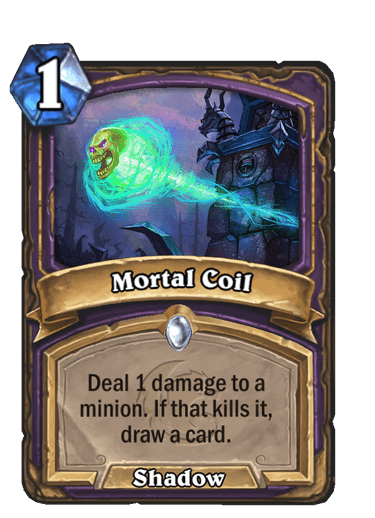 1
Mortal Coil
Deal 1 damage to a
minion. If that kills it,
draw a card.
Shadow